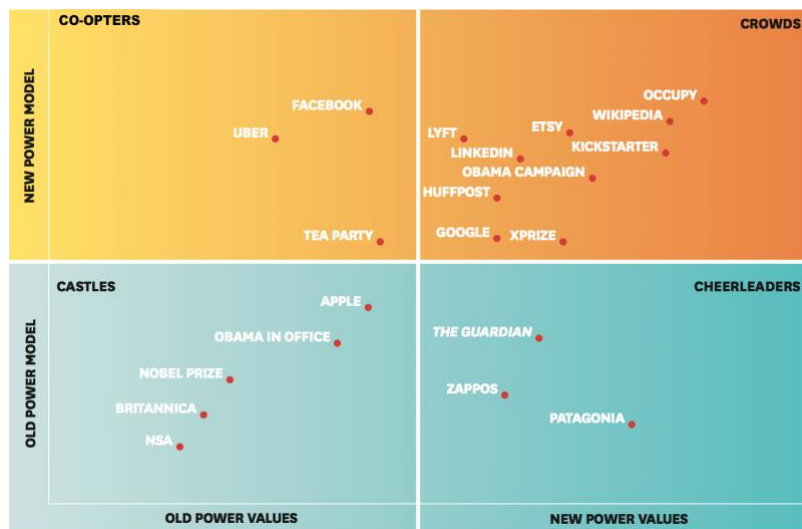 CO-OPTERS
CROWDS
NEW POWER MODEL
FACEBOOK
UBER
TEA PARTY
OCCUPY
WIKIPEDIA
ETSY
LYFT
KICKSTARTER
LINKEDIN
OBAMA CAMPAIGN
HUFFPOST
GOOGLE
XPRIZE
CASTLES
CHEERLEADERS
OLD POWER MODEL
APPLE
OBAMA IN OFFICE
NOBEL PRIZE
BRITANNICA
NSA
THE GUARDIAN
ZAPPOS
PATAGONIA
OLD POWER VALUES
NEW POWER VALUES